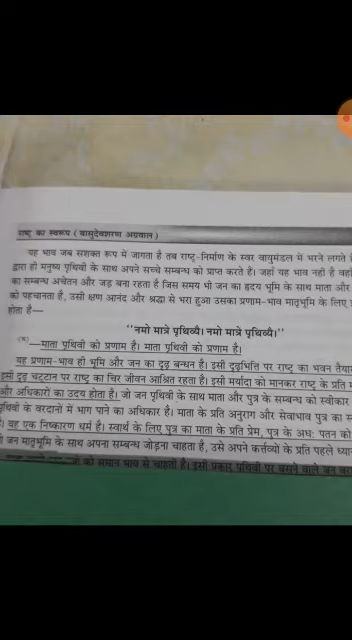 राष्ट्र का स्वरूप ( वासुदेवशरण अग्रवाल )
यह भाव जब सशक्त रूप में जागता है तब राष्ट्र-निर्माण के स्वर वायुमंडल में भरने लगते
द्वारा ही मनुष्य पृथिवी के साथ अपने सच्चे सम्बन्ध को प्राप्त करते हैं। जहाँ यह भाव नहीं है वहाँ
का सम्बन्ध अचेतन और जड़ बना रहता है जिस समय भी जन का हृदय भूमि के साथ माता और
को पहचानता है, उसी क्षण आनंद और श्रद्धा से भरा हुआ उसका प्रणाम-भाव मातृभूमि के लिए
होता है—
"नमो मात्रे पृथिव्यै। नमो मात्रे पृथिव्यै।"
—माता पृथिवी को प्रणाम है। माता पृथिवी को प्रणाम है।
यह प्रणाम-भाव ही भूमि और जन का दृढ़ बन्धन है। इसी दृढ़भित्ति पर राष्ट्र का भवन तैयार
इसी दृढ़ चट्टान पर राष्ट्र का चिर जीवन आश्रित रहता है। इसी मर्यादा को मानकर राष्ट्र के प्रति
और अधिकारों का उदय होता है। जो जन पृथिवी के साथ माता और पुत्र के सम्बन्ध को स्वीकार
पृथिवी के वरदानों में भाग पाने का अधिकार है। माता के प्रति अनुराग और सेवाभाव पुत्र का
वह एक निष्कारण धर्म है। स्वार्थ के लिए पुत्र का माता के प्रति प्रेम, पुत्र के अध: पतन को
जन मातृभूमि के साथ अपना सम्बन्ध जोड़ना चाहता है, उसे अपने कर्त्तव्यों के प्रति पहले
को समान भाव से चाहती है। इसी प्रकार पृथिवी पर बसने वाले जन